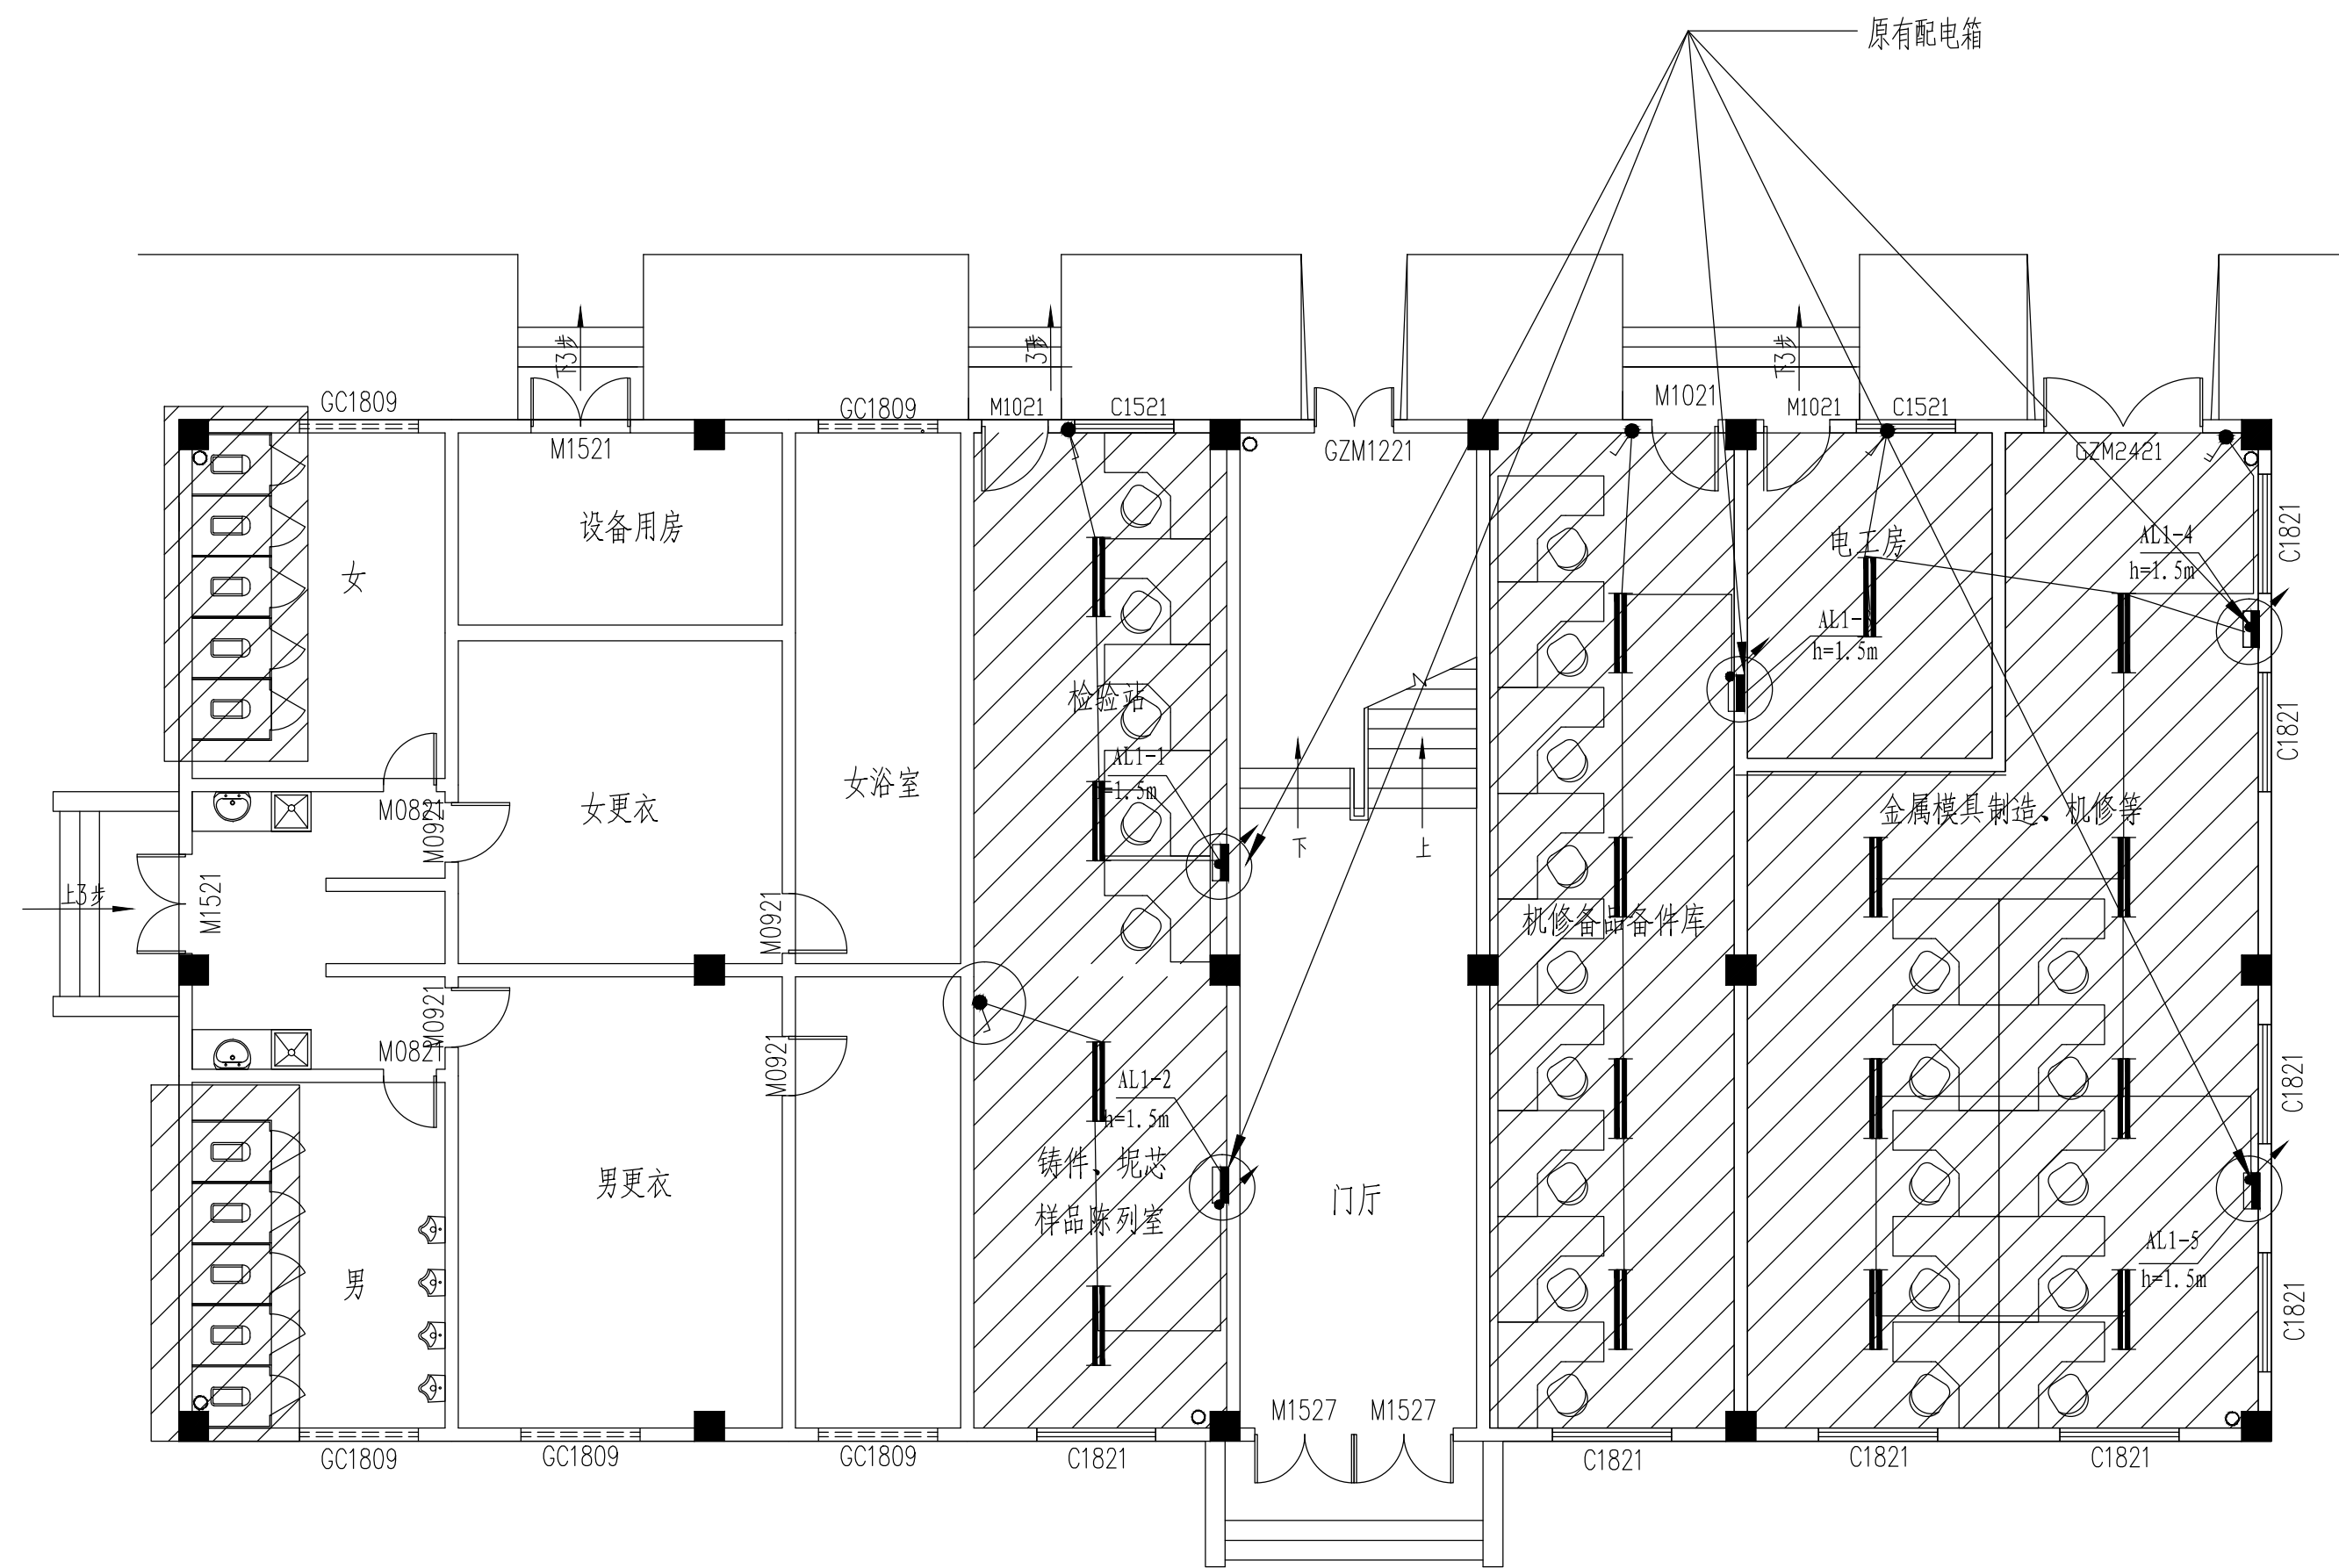 原有配电箱
下3步
下3步
GC1809
M1521
GC1809
M1021
C1521
GZM1221
M1021
M1021
C1521
GZM2421
设备用房
女
电工房
AL1-4
h=1.5m
C1821
AL1-
h=1.5m
检验站
C1821
AL1-1
h=1.5m
女浴室
女更衣
M0821
M0921
金属模具制造、机修等
下
上
上3步
M1521
M0921
机修备品备件库
M0921
M0821
M0921
AL1-2
h=1.5m
C1821
铸件、坭芯
样品陈列室
男更衣
门厅
男
AL1-5
h=1.5m
C1821
M1527
M1527
GC1809
GC1809
GC1809
C1821
C1821
C1821
C1821